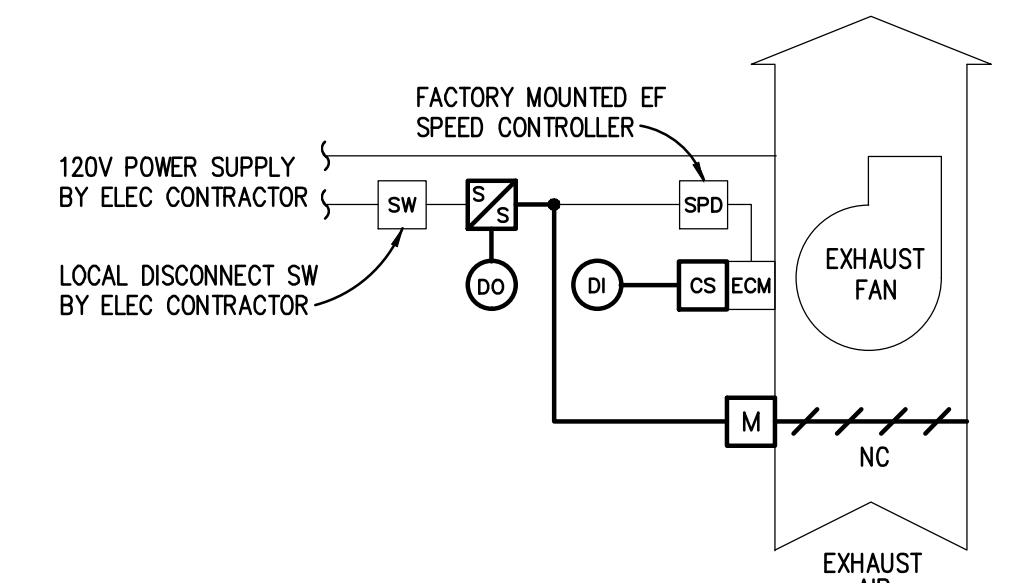 FACTORY MOUNTED EF
SPEED CONTROLLER
120V POWER SUPPLY
BY ELEC CONTRACTOR
SW
S
S
SPD
LOCAL DISCONNECT SW
BY ELEC CONTRACTOR
DO
DI
CS
ECM
EXHAUST
FAN
M
NC
EXHAUST
AIR